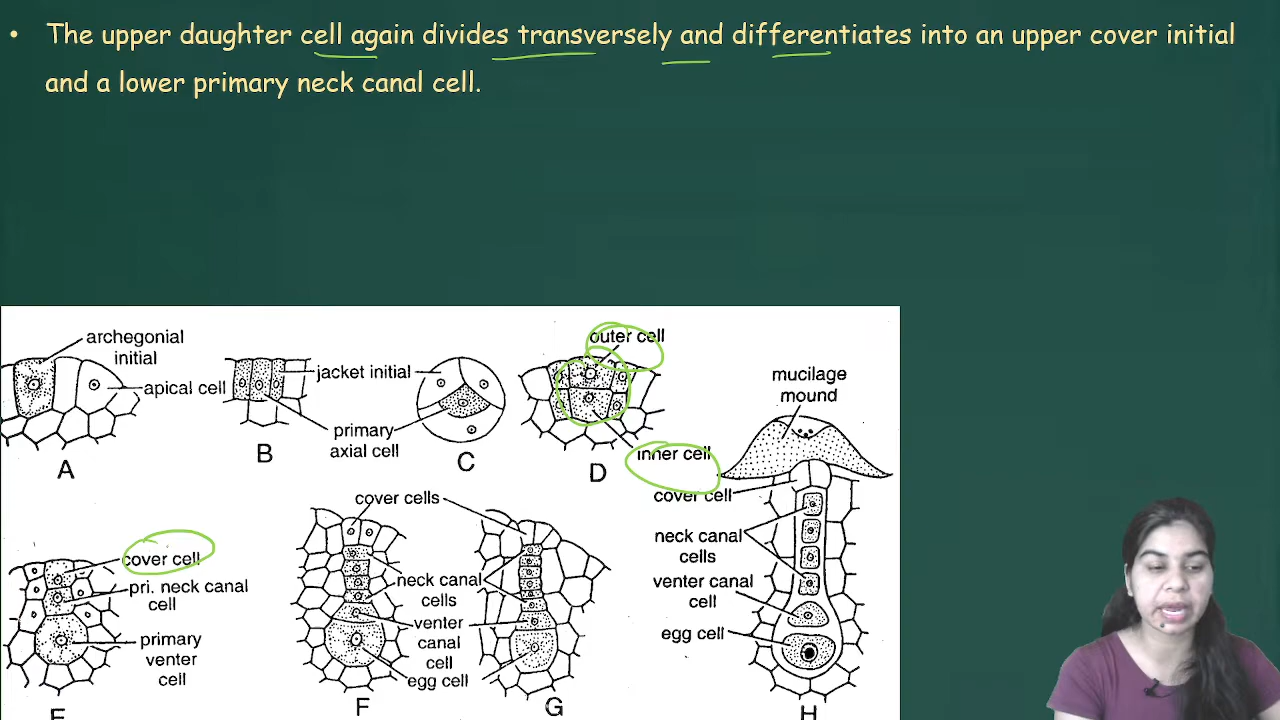 • The upper daughter cell again divides transversely and differentiates into an upper cover initial
and a lower primary neck canal cell.
archegonial
initial
apical cell
A
jacket initial
primary
axial cell
B
C
outer cell
inner cell
D
mucilage
mound
cover cell
neck canal
cells
venter canal
cell
egg cell
H
cover cell
pri. neck canal
cell
primary
venter
cell
E
cover cells
neck canal
cells
venter
canal
cell
egg cell
F
G